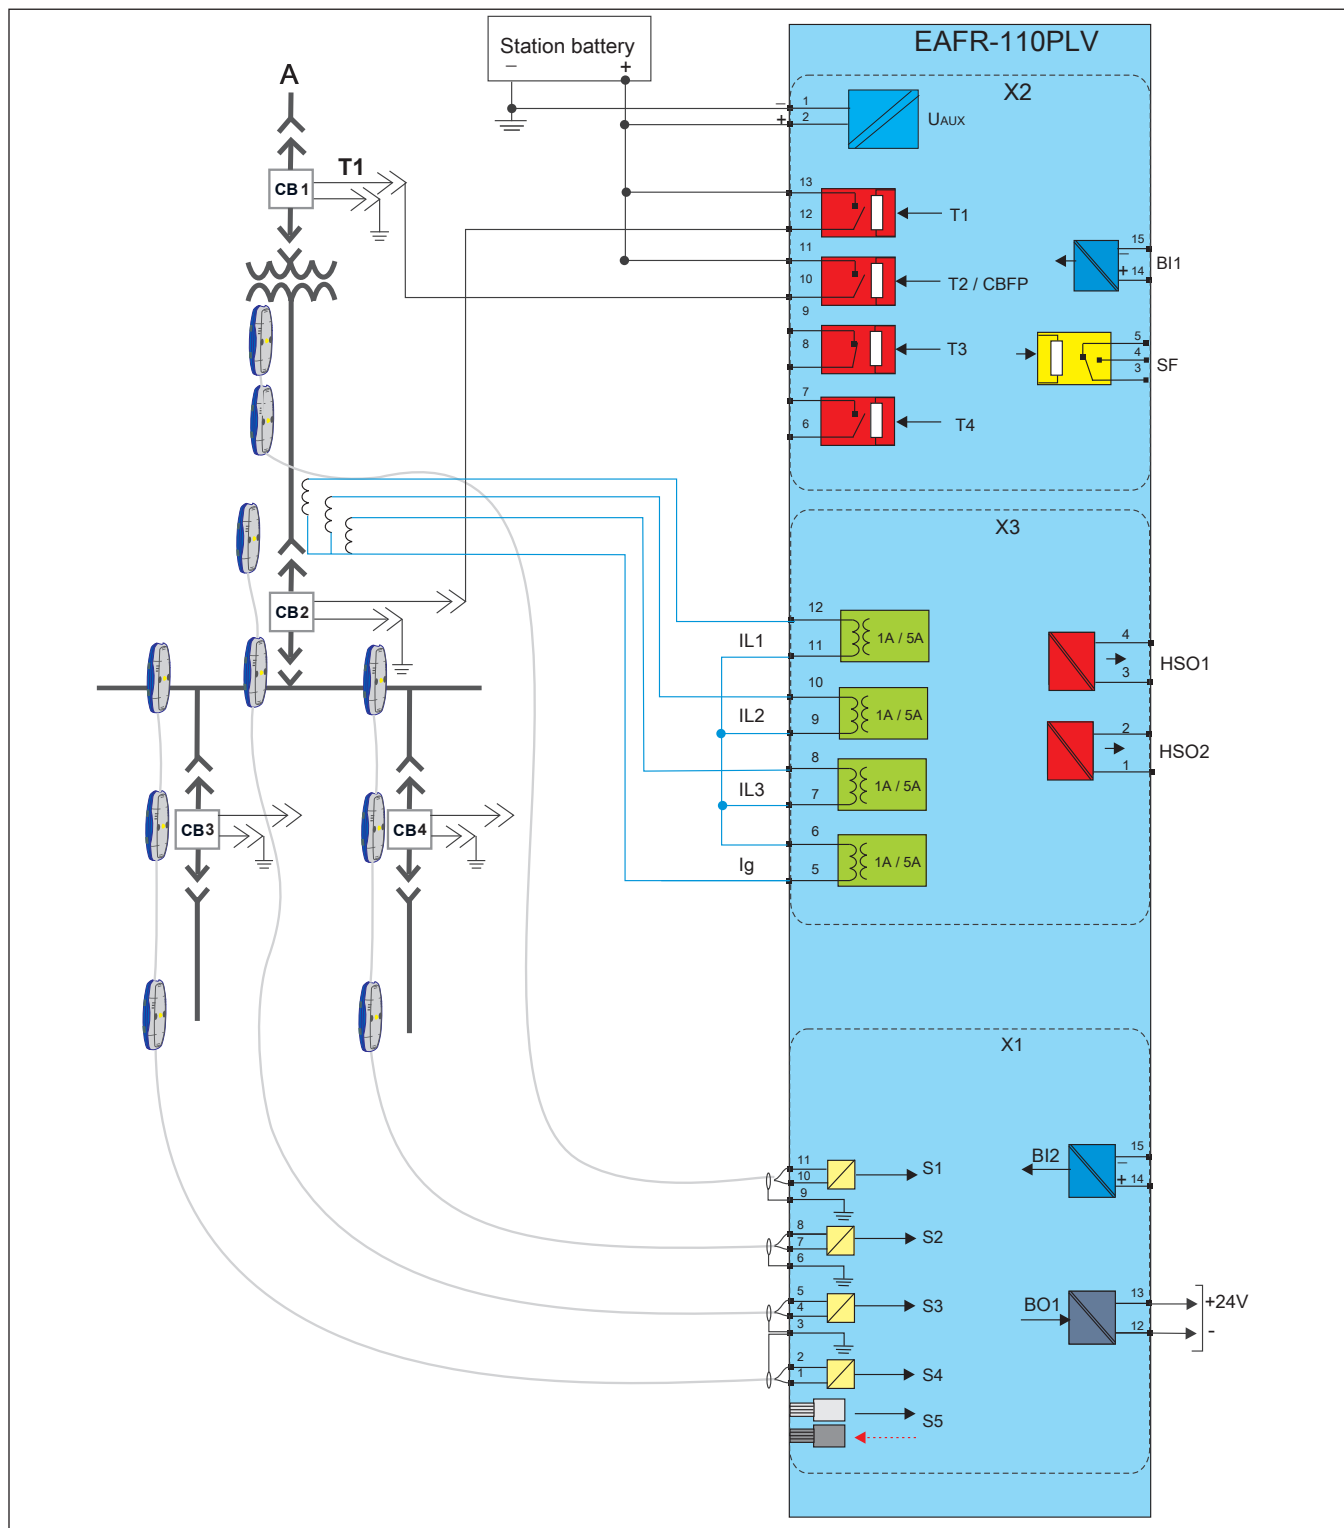 Station battery
–
+
EAFR-110PLV
X2
– 1
+ 2
UAUX
A
T1
CB1
13
12
T1
11
10
T2 / CBFP
9
8
T3
7
6
T4
15
–
+ 14
BI1
5
4
3
SF
X3
12
11
IL1
1A / 5A
10
9
IL2
1A / 5A
8
7
IL3
1A / 5A
6
5
Ig
1A / 5A
4
3
HSO1
2
1
HSO2
CB2
CB3
CB4
X1
11
10
9
S1
8
7
6
S2
5
4
3
S3
2
1
S4
S5
BI2
15
–
+ 14
BO1
13
12
+24V
-